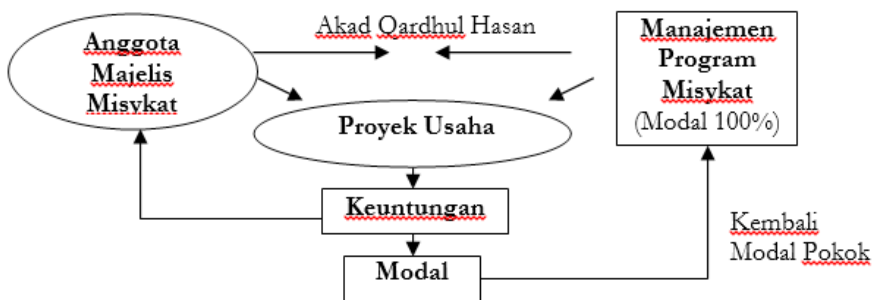 Anggota
Majelis
Misykat
Akad Qardhul Hasan
Manajemen
Program
Misykat
(Modal 100%)
Proyek Usaha
Keuntungan
Kembali
Modal Pokok
Modal